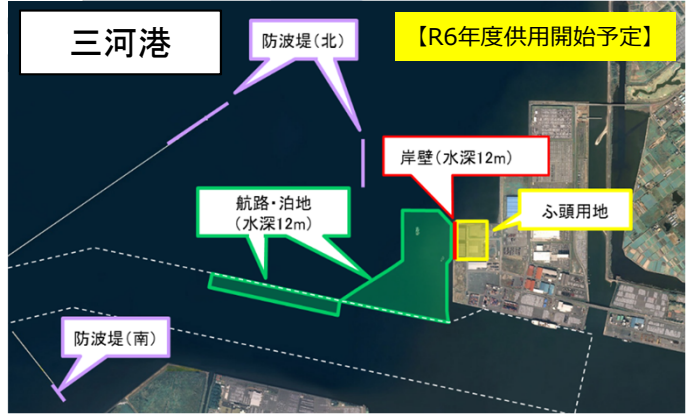 三河港
防波堤(北)
【R6年度供用開始予定】
岸壁(水深12m)
航路・泊地
(水深12m)
ふ頭用地
防波堤(南)